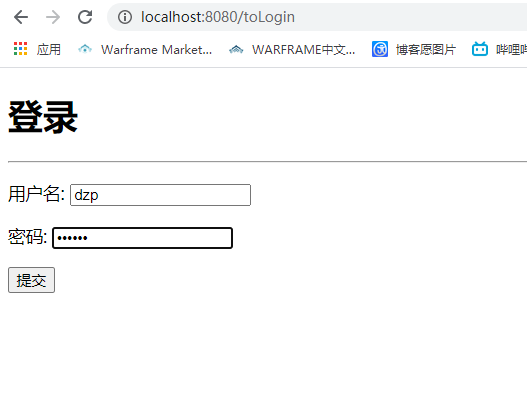 localhost:8080/toLogin
应用 Warframe Market... WARFRAME中文... 博客愿图片 哔哩哔
登录
用户名: dzp
密码: ••••••
提交